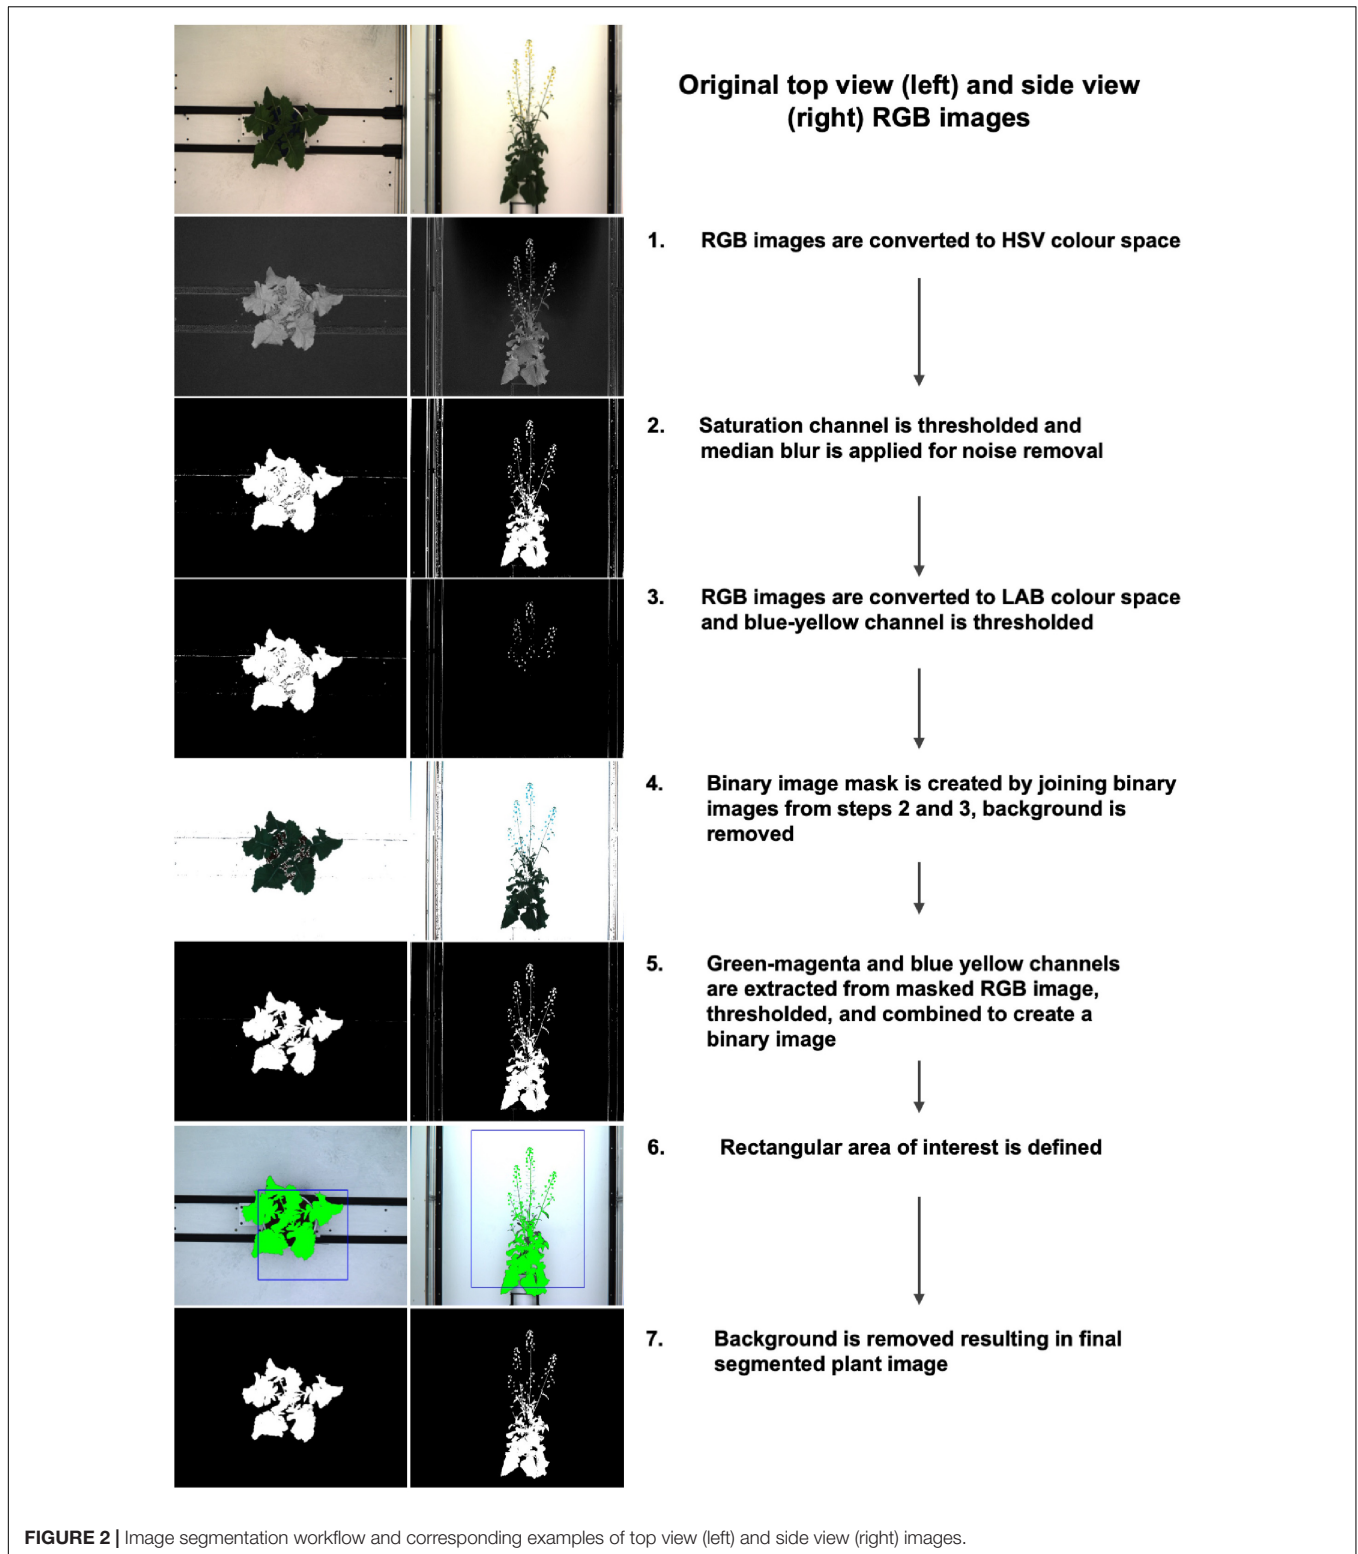 Original top view (left) and side view
(right) RGB images
1. RGB images are converted to HSV colour space
2. Saturation channel is thresholded and
median blur is applied for noise removal
3. RGB images are converted to LAB colour space
and blue-yellow channel is thresholded
4. Binary image mask is created by joining binary
images from steps 2 and 3, background is
removed
5. Green-magenta and blue yellow channels
are extracted from masked RGB image,
thresholded, and combined to create a
binary image
6. Rectangular area of interest is defined
7. Background is removed resulting in final
segmented plant image
FIGURE 2 | Image segmentation workflow and corresponding examples of top view (left) and side view (right) images.